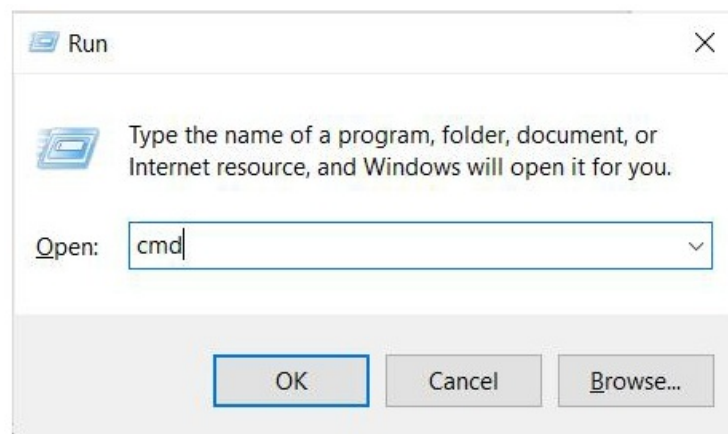 Run
Type the name of a program, folder, document, or
Internet resource, and Windows will open it for you.
Open: cmd
OK Cancel Browse...